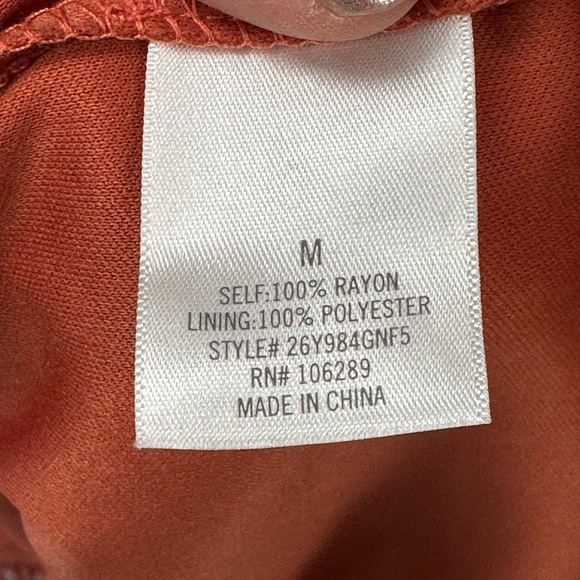 M
SELF:100% RAYON
LINING:100% POLYESTER
STYLE# 26Y984GNF5
RN# 106289
MADE IN CHINA